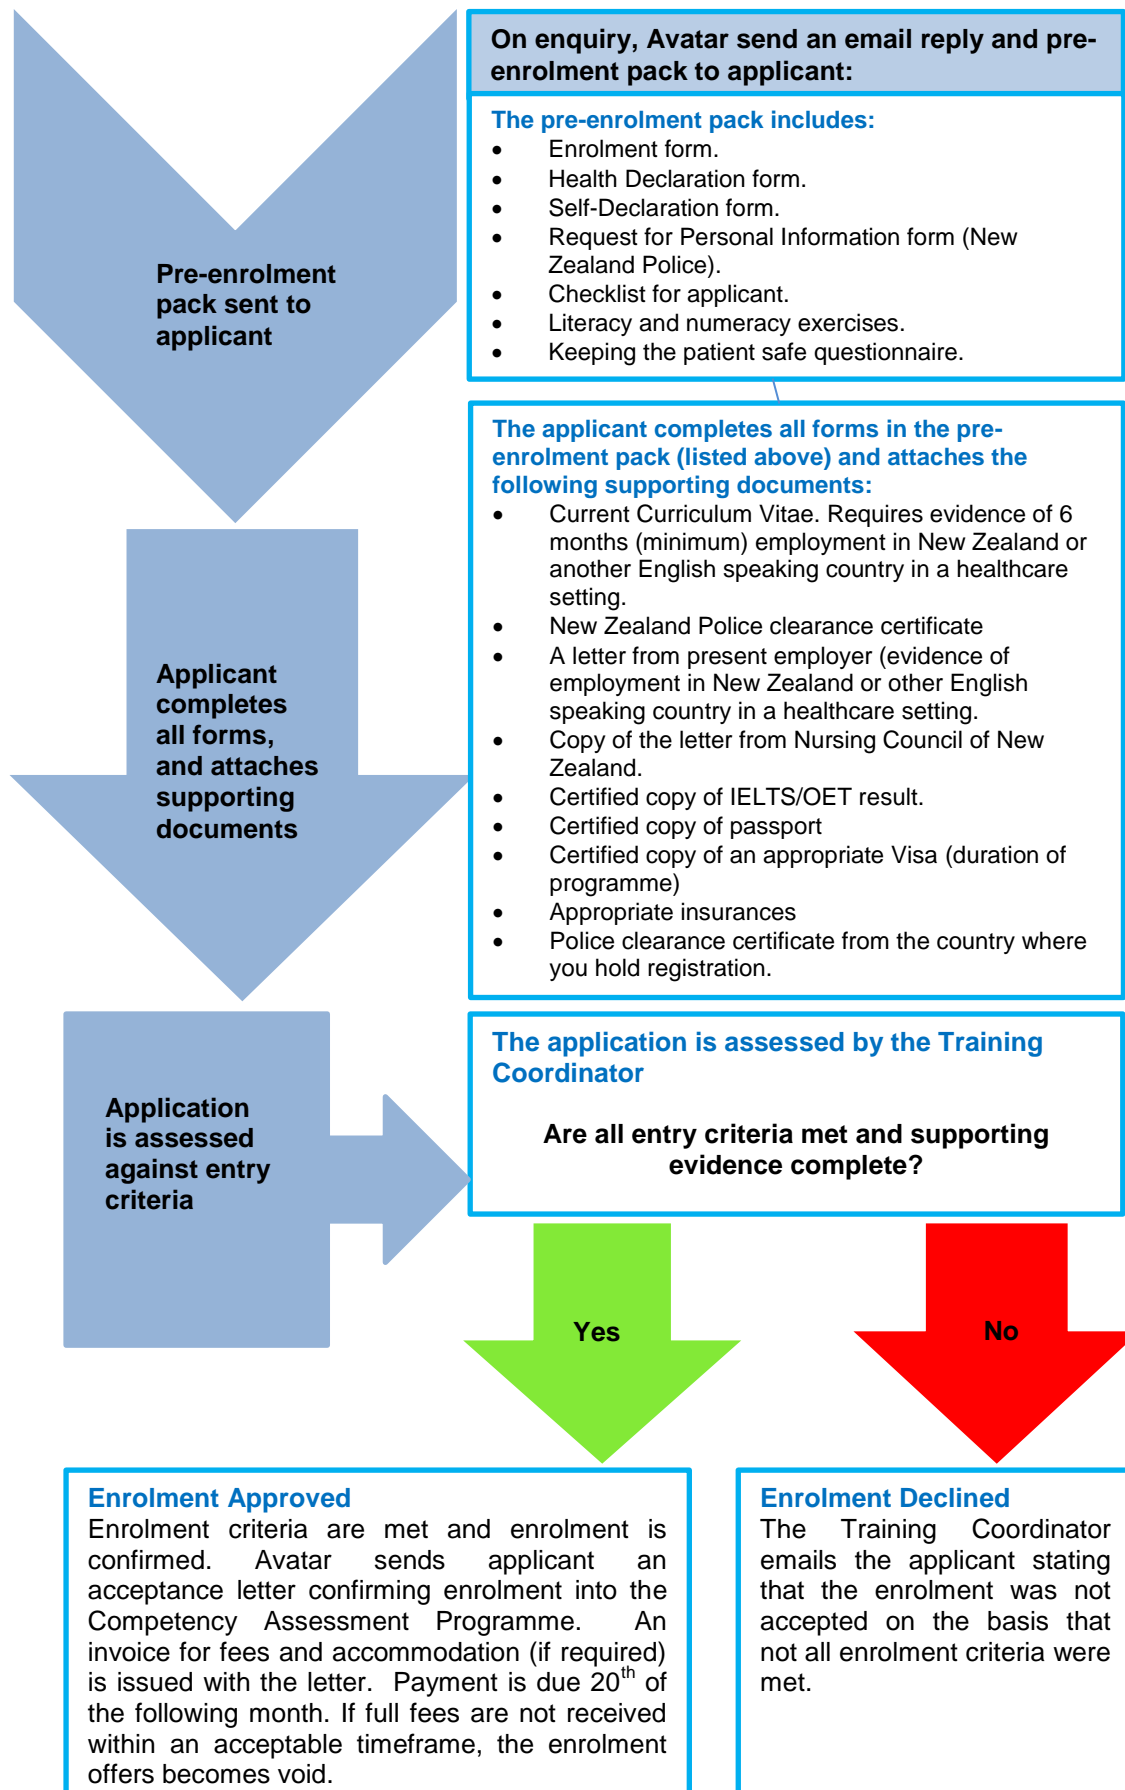 On enquiry, Avatar send an email reply and pre-
enrolment pack to applicant:
The pre-enrolment pack includes:
• Enrolment form.
• Health Declaration form.
• Self-Declaration form.
• Request for Personal Information form (New
Zealand Police).
• Checklist for applicant.
• Literacy and numeracy exercises.
• Keeping the patient safe questionnaire.
Pre-enrolment
pack sent to
applicant
The applicant completes all forms in the pre-
enrolment pack (listed above) and attaches the
following supporting documents:
• Current Curriculum Vitae. Requires evidence of 6
months (minimum) employment in New Zealand or
another English speaking country in a healthcare
setting.
• New Zealand Police clearance certificate
• A letter from present employer (evidence of
employment in New Zealand or other English
speaking country in a healthcare setting.
• Copy of the letter from Nursing Council of New
Zealand.
• Certified copy of IELTS/OET result.
• Certified copy of passport
• Certified copy of an appropriate Visa (duration of
programme)
• Appropriate insurances
• Police clearance certificate from the country where
you hold registration.
Applicant
completes
all forms,
and attaches
supporting
documents
Application
is assessed
against entry
criteria
The application is assessed by the Training
Coordinator
Are all entry criteria met and supporting
evidence complete?
Yes
No
Enrolment Approved
Enrolment criteria are met and enrolment is
confirmed. Avatar sends applicant an
acceptance letter confirming enrolment into the
Competency Assessment Programme. An
invoice for fees and accommodation (if required)
is issued with the letter. Payment is due 20th of
the following month. If full fees are not received
within an acceptable timeframe, the enrolment
offers becomes void.
Enrolment Declined
The Training Coordinator
emails the applicant stating
that the enrolment was not
accepted on the basis that
not all enrolment criteria were
met.